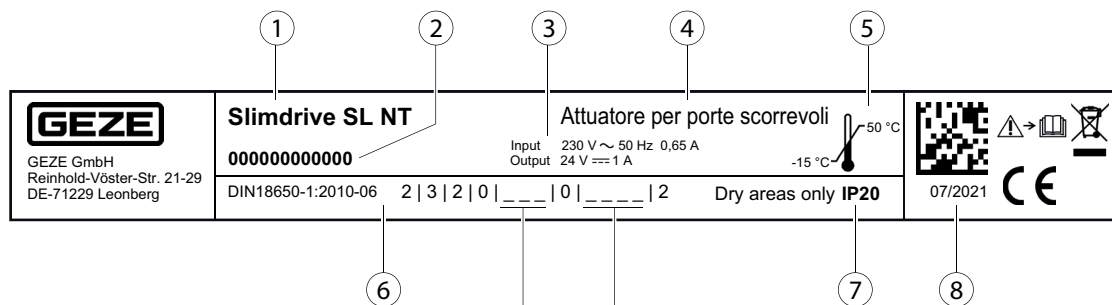 1 2 3 4 5
GEZE
GEZE GmbH
Reinhold-Vöster-Str. 21-29
DE-71229 Leonberg
Slimdrive SL NT
000000000000
Attuatore per porte scorrevoli
Input 230 V ~ 50 Hz 0,65 A
Output 24 V ⎓ 1 A
50 °C
-15 °C
DIN18650-1:2010-06 2 | 3 | 2 | 0 | _ _ _ | 0 | _ _ _ _ | 2 Dry areas only IP20
07/2021
CE
6 7 8